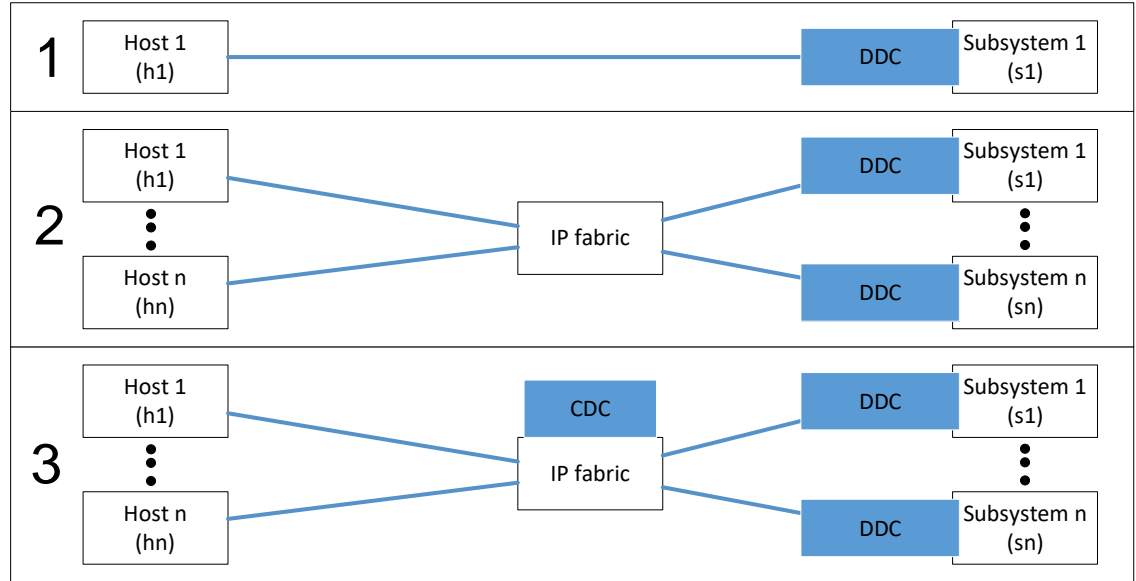 1
Host 1
(h1)
DDC
Subsystem 1
(s1)
2
Host 1
(h1)
Host n
(hn)
IP fabric
DDC
Subsystem 1
(s1)
DDC
Subsystem n
(sn)
3
Host 1
(h1)
Host n
(hn)
CDC
IP fabric
DDC
Subsystem 1
(s1)
DDC
Subsystem n
(sn)